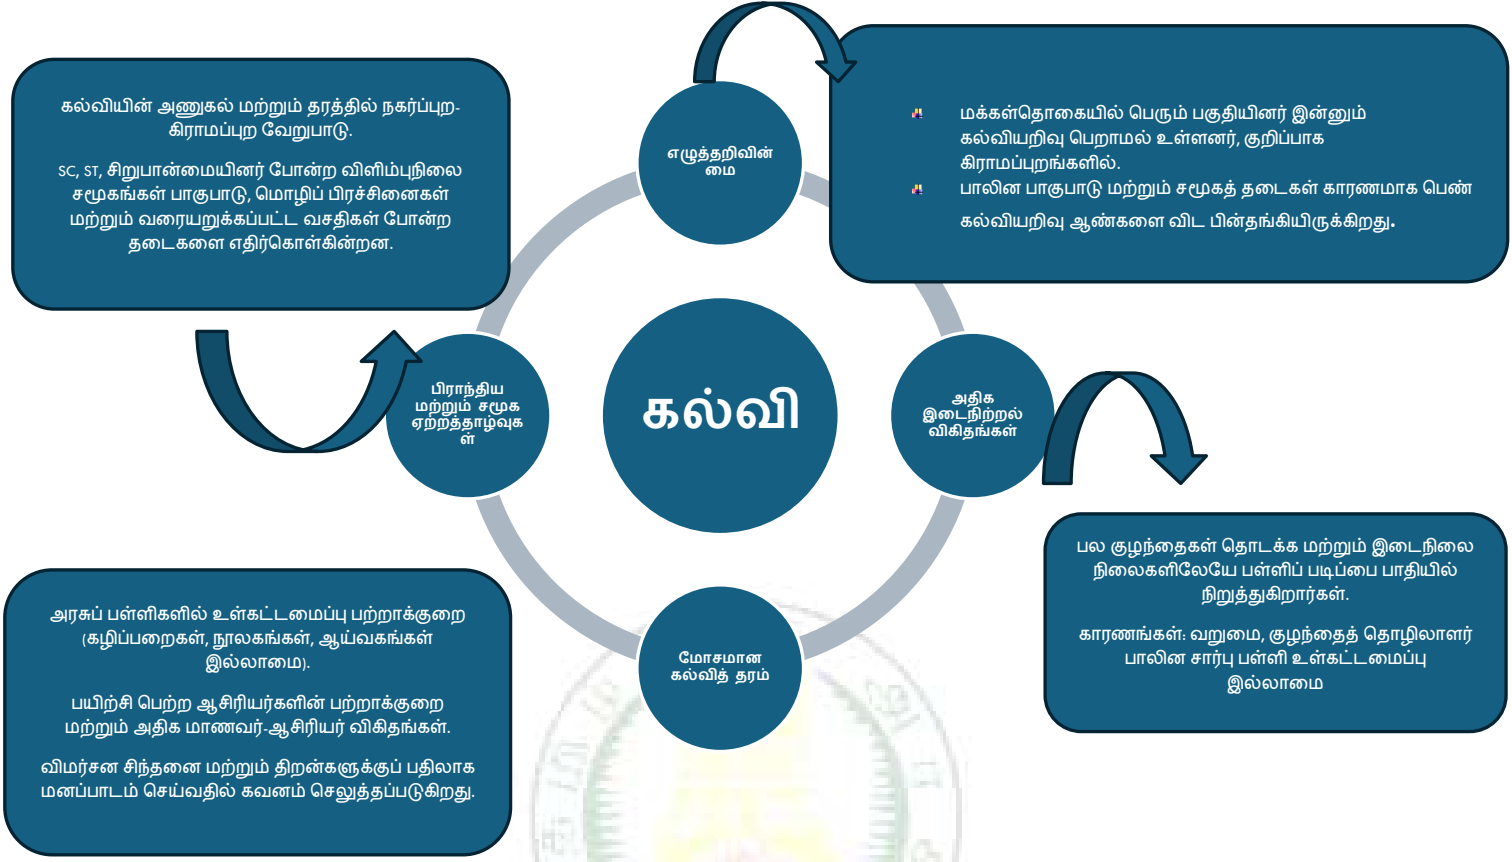 கல்வியின் அணுகல் மற்றும் தரத்தில் நகர்ப்புற-
கிராமப்புற வேறுபாடு.
SC, ST, சிறுபான்மையினர் போன்ற விளிம்புநிலை
சமூகங்கள் பாகுபாடு, மொழிப் பிரச்சினைகள்
மற்றும் வரையறுக்கப்பட்ட வசதிகள் போன்ற
தடைகளை எதிர்கொள்கின்றன.
எழுத்தறிவின்
மை
மக்கள்தொகையில் பெரும் பகுதியினர் இன்னும்
கல்வியறிவு பெறாமல் உள்ளனர், குறிப்பாக
கிராமப்புறங்களில்.
பாலின பாகுபாடு மற்றும் சமூகத் தடைகள் காரணமாக பெண்
கல்வியறிவு ஆண்களை விட பின்தங்கியிருக்கிறது.
பிராந்திய
மற்றும் சமூக
ஏற்றத்தாழ்வுக
ள்
கல்வி
அதிக
இடைநிற்றல்
விகிதங்கள்
பல குழந்தைகள் தொடக்க மற்றும் இடைநிலை
நிலைகளிலேயே பள்ளிப் படிப்பை பாதியில்
நிறுத்துகிறார்கள்.
காரணங்கள்: வறுமை, குழந்தைத் தொழிலாளர்
பாலின சார்பு பள்ளி உள்கட்டமைப்பு
இல்லாமை
அரசுப் பள்ளிகளில் உள்கட்டமைப்பு பற்றாக்குறை
(கழிப்பறைகள், நூலகங்கள், ஆய்வகங்கள்
இல்லாமை).
பயிற்சி பெற்ற ஆசிரியர்களின் பற்றாக்குறை
மற்றும் அதிக மாணவர்-ஆசிரியர் விகிதங்கள்.
விமர்சன சிந்தனை மற்றும் திறன்களுக்குப் பதிலாக
மனப்பாடம் செய்வதில் கவனம் செலுத்தப்படுகிறது.
மோசமான
கல்வித் தரம்